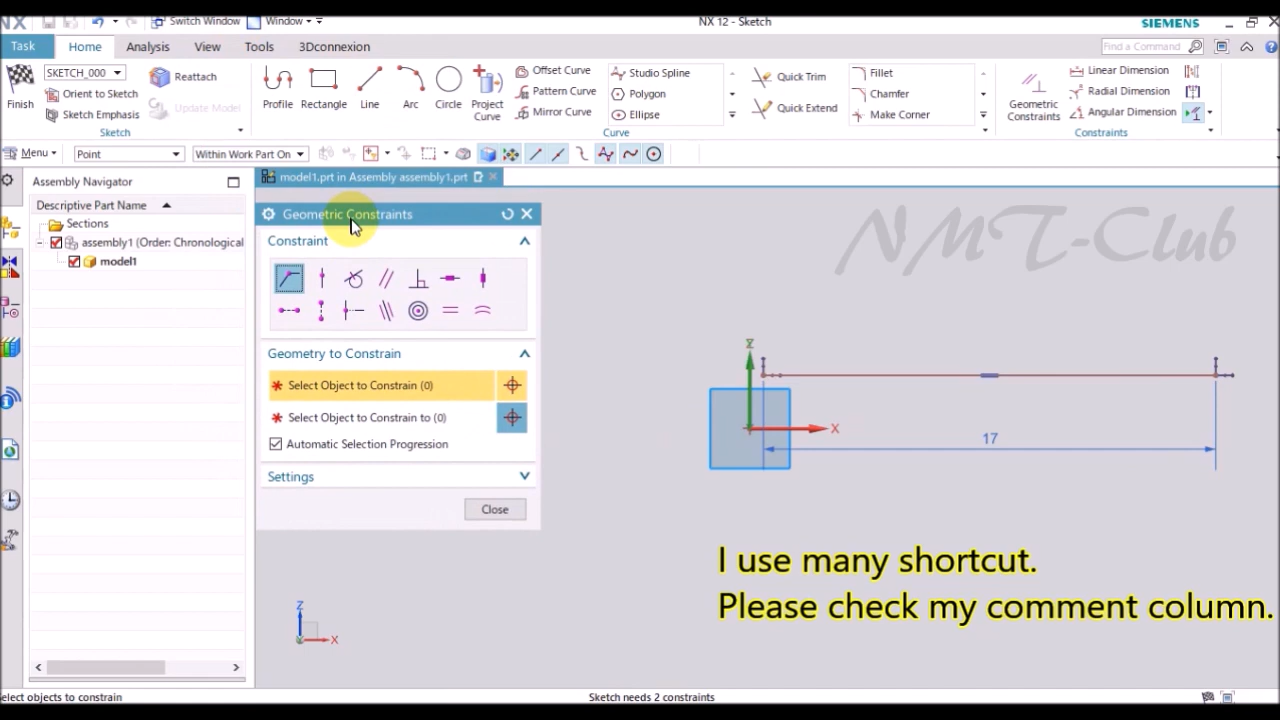 NX
Switch Window
Window
NX 12 - Sketch
SIEMENS
Task
Home
Analysis
View
Tools
3Dconnexion
Find a Command
Finish
SKETCH_000
Orient to Sketch
Sketch Emphasis
Reattach
Update Model
Sketch
Profile
Rectangle
Line
Arc
Circle
Project Curve
Offset Curve
Pattern Curve
Mirror Curve
Studio Spline
Polygon
Ellipse
Quick Trim
Quick Extend
Fillet
Chamfer
Make Corner
Curve
Geometric Constraints
Linear Dimension
Radial Dimension
Angular Dimension
Constraints
Menu
Point
Within Work Part On
model1.prt in Assembly assembly1.prt
Assembly Navigator
Descriptive Part Name
Sections
assembly1 (Order: Chronological
model1
Geometric Constraints
Constraint
Geometry to Constrain
Select Object to Constrain (0)
Select Object to Constrain to (0)
Automatic Selection Progression
Settings
Close
NMT-Club
Z
X
17
I use many shortcut.
Please check my comment column.
Z
X
elect objects to constrain
Sketch needs 2 constraints